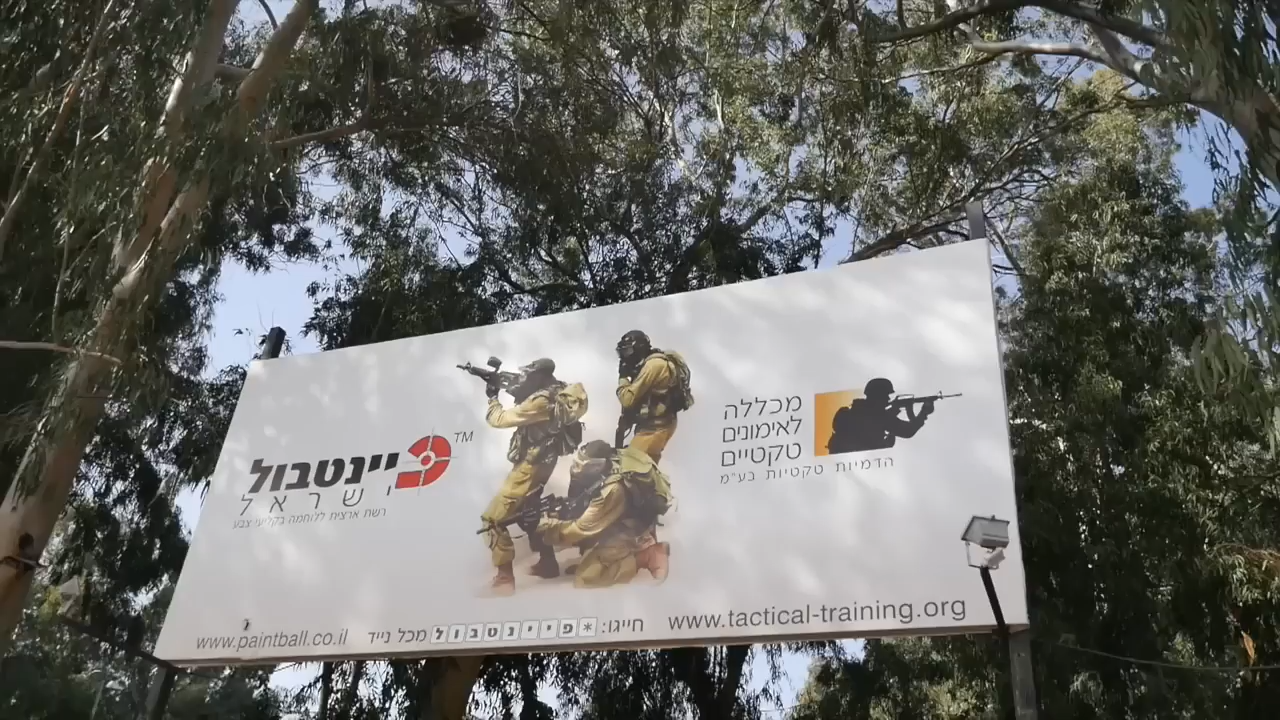 מכללה
לאימונים
טקטיים
הדמיות טקטיות בע"מ
TM
פיינטבול
ישראל
רשת ארצית ללוחמה בקליעי צבע
www.tactical-training.org
חייגו: *פיינטבול מכל נייד
www.paintball.co.il